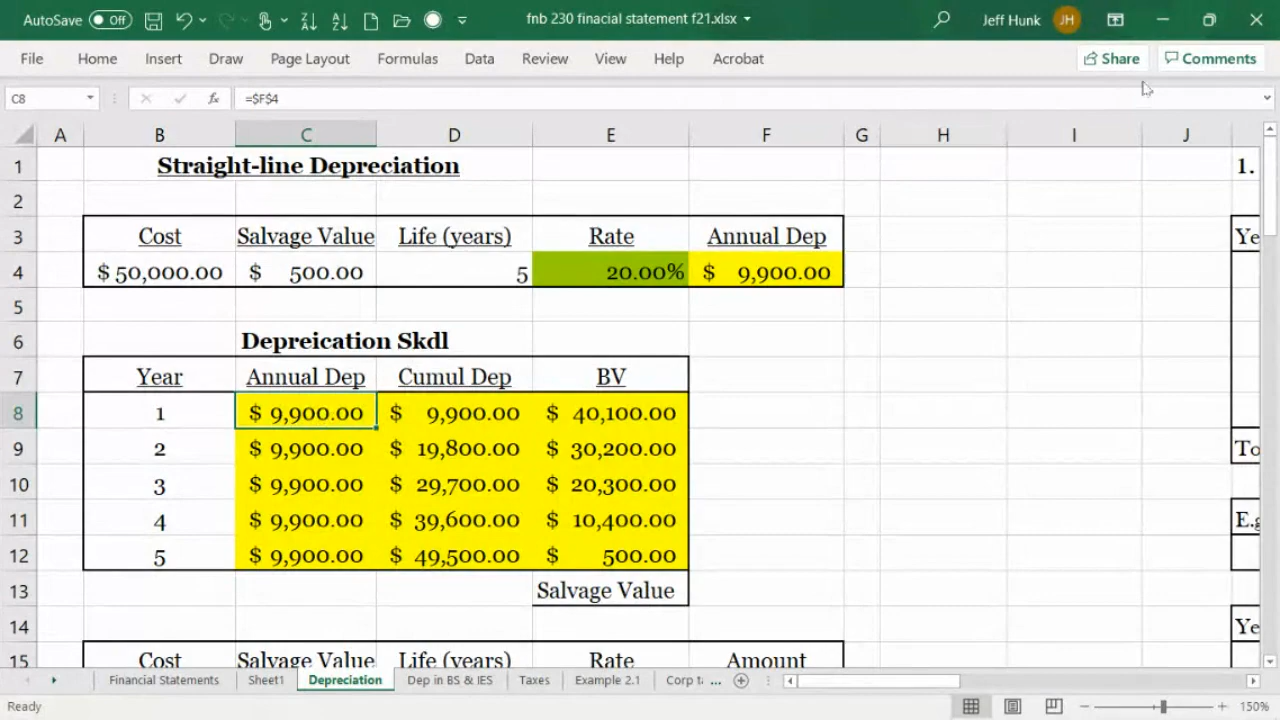 AutoSave Off fnb 230 finacial statement f21.xlsx Jeff Hunk JH
File Home Insert Draw Page Layout Formulas Data Review View Help Acrobat Share Comments
C8 fx =$F$4
A B C D E F G H I J
1 Straight-line Depreciation 1.
2
3 Cost Salvage Value Life (years) Rate Annual Dep Ye
4 $ 50,000.00 $ 500.00 5 20.00% $ 9,900.00
5
6 Depreication Skdl
7 Year Annual Dep Cumul Dep BV
8 1 $ 9,900.00 $ 9,900.00 $ 40,100.00
9 2 $ 9,900.00 $ 19,800.00 $ 30,200.00 To
10 3 $ 9,900.00 $ 29,700.00 $ 20,300.00
11 4 $ 9,900.00 $ 39,600.00 $ 10,400.00 E.g
12 5 $ 9,900.00 $ 49,500.00 $ 500.00
13 Salvage Value
14 Ye
15 Cost Salvage Value Life (years) Rate Amount
Financial Statements Sheet1 Depreciation Dep in BS & IES Taxes Example 2.1 Corp t ...
Ready 150%